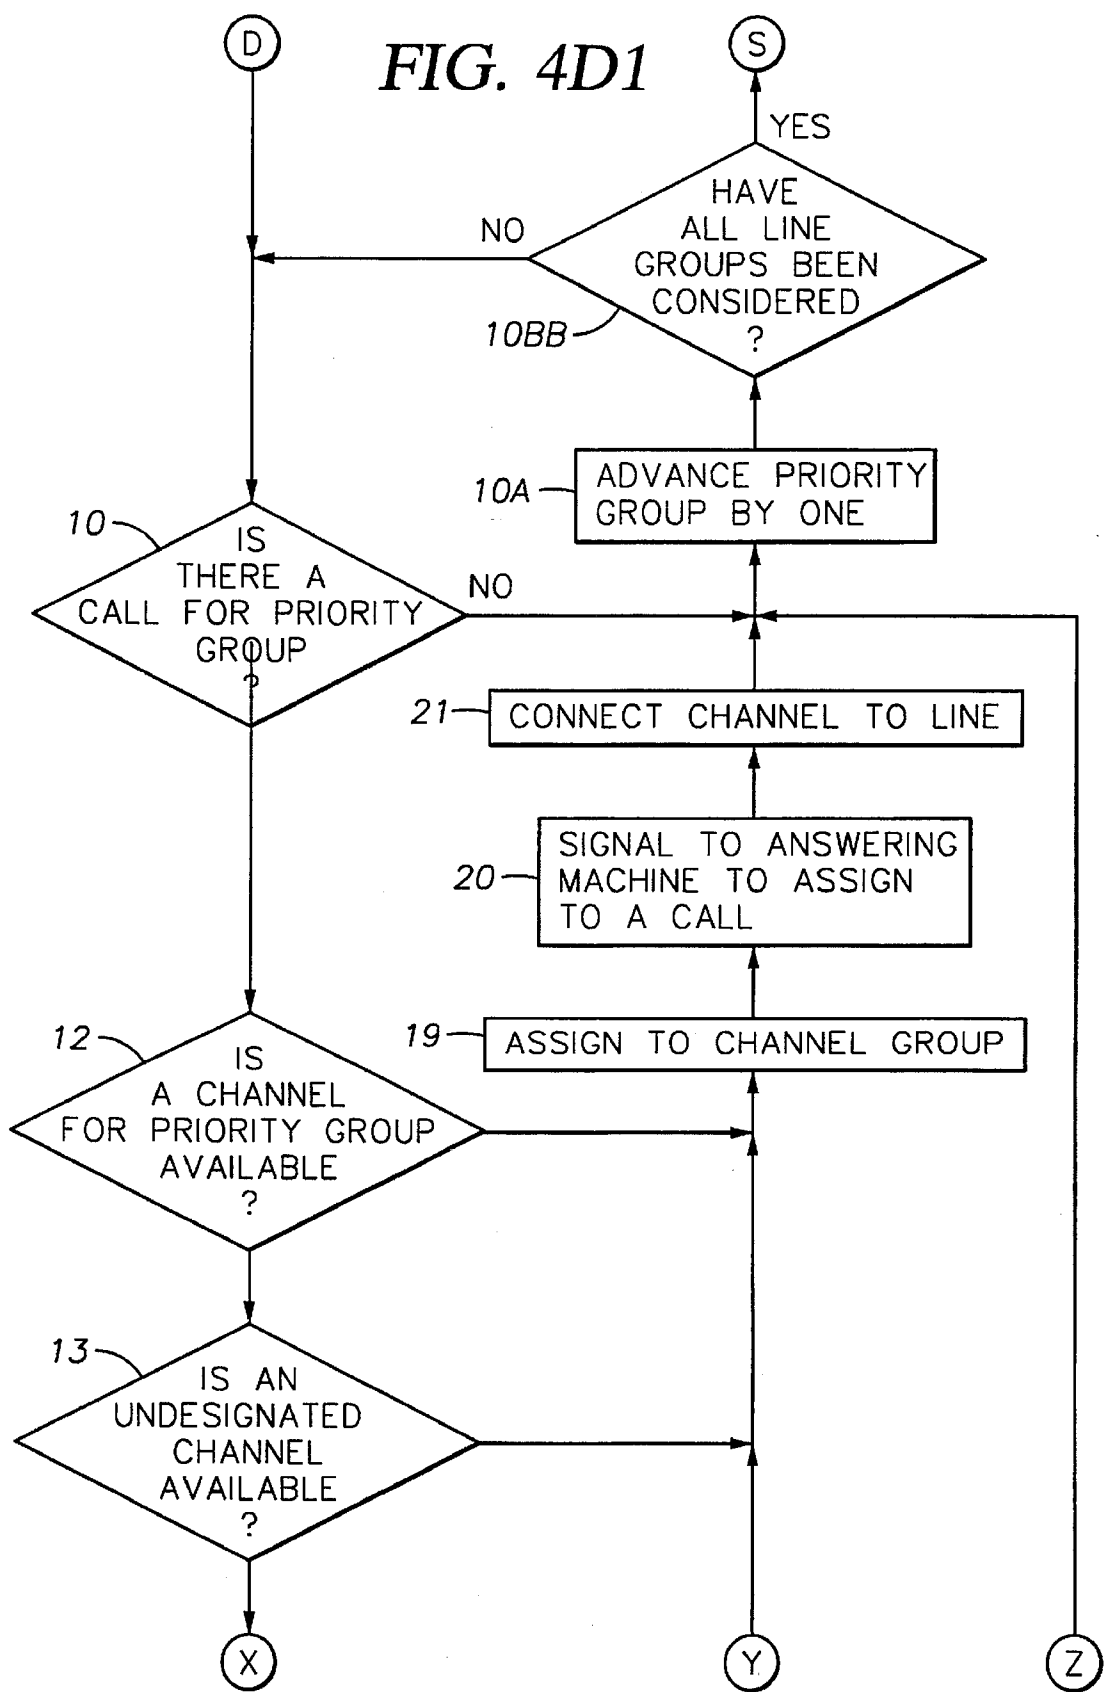 D
FIG. 4D1
S
YES
HAVE
ALL LINE
GROUPS BEEN
CONSIDERED
?
NO
10BB
10A
ADVANCE PRIORITY
GROUP BY ONE
10
IS
THERE A
CALL FOR PRIORITY
GROUP
?
NO
21
CONNECT CHANNEL TO LINE
20
SIGNAL TO ANSWERING
MACHINE TO ASSIGN
TO A CALL
19
ASSIGN TO CHANNEL GROUP
12
IS
A CHANNEL
FOR PRIORITY GROUP
AVAILABLE
?
13
IS AN
UNDESIGNATED
CHANNEL
AVAILABLE
?
X
Y
Z